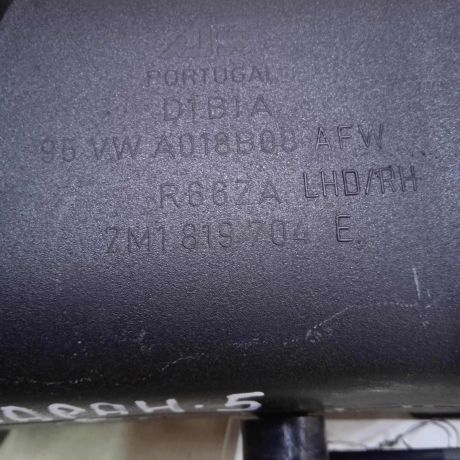 PORTUGAL
D1B1A
95 VW A018B08 AFW
R667A LHD/RH
7M1 819 704 E